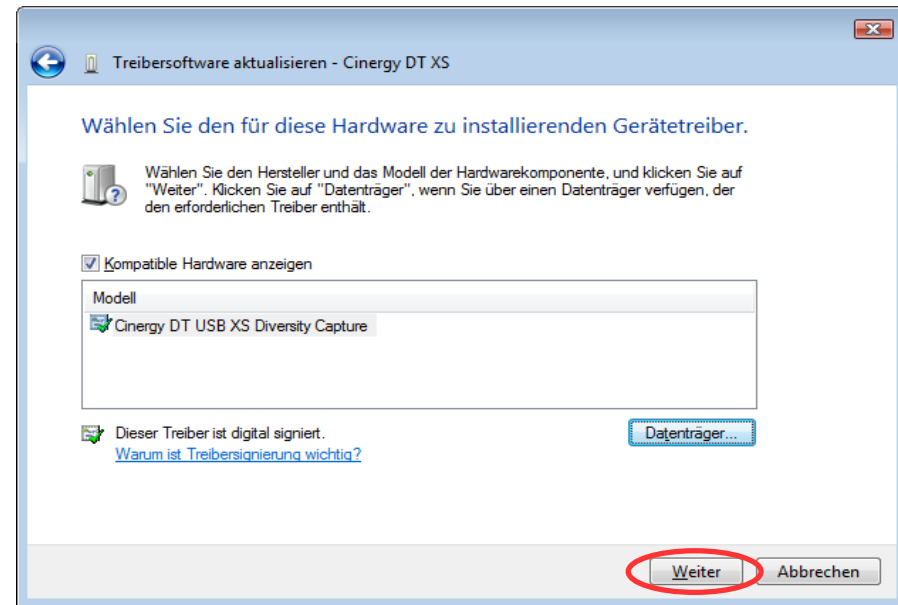 Treibersoftware aktualisieren - Cinergy DT XS
Wählen Sie den für diese Hardware zu installierenden Gerätetreiber.
Wählen Sie den Hersteller und das Modell der Hardwarekomponente, und klicken Sie auf
"Weiter". Klicken Sie auf "Datenträger", wenn Sie über einen Datenträger verfügen, der
den erforderlichen Treiber enthält.
Kompatible Hardware anzeigen
Modell
Cinergy DT USB XS Diversity Capture
Dieser Treiber ist digital signiert.
Datenträger...
Warum ist Treibersignierung wichtig?
Weiter
Abbrechen